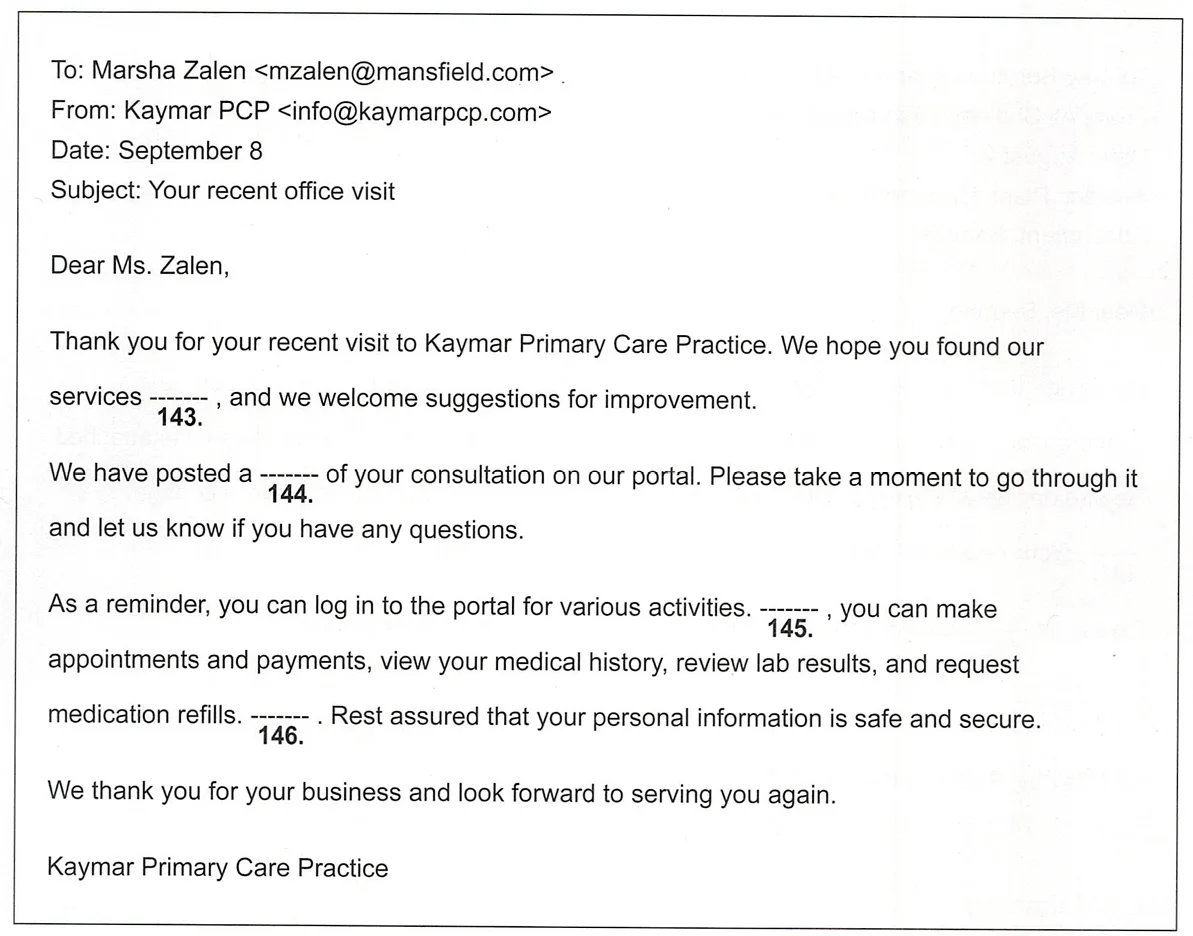 To: Marsha Zalen <mzalen@mansfield.com>
From: Kaymar PCP <info@kaymarpcp.com>
Date: September 8
Subject: Your recent office visit
Dear Ms. Zalen,
Thank you for your recent visit to Kaymar Primary Care Practice. We hope you found our
services ------- , and we welcome suggestions for improvement.
143.
We have posted a ------- of your consultation on our portal. Please take a moment to go through it
144.
and let us know if you have any questions.
As a reminder, you can log in to the portal for various activities. ------- , you can make
145.
appointments and payments, view your medical history, review lab results, and request
medication refills. ------- . Rest assured that your personal information is safe and secure.
146.
We thank you for your business and look forward to serving you again.
Kaymar Primary Care Practice